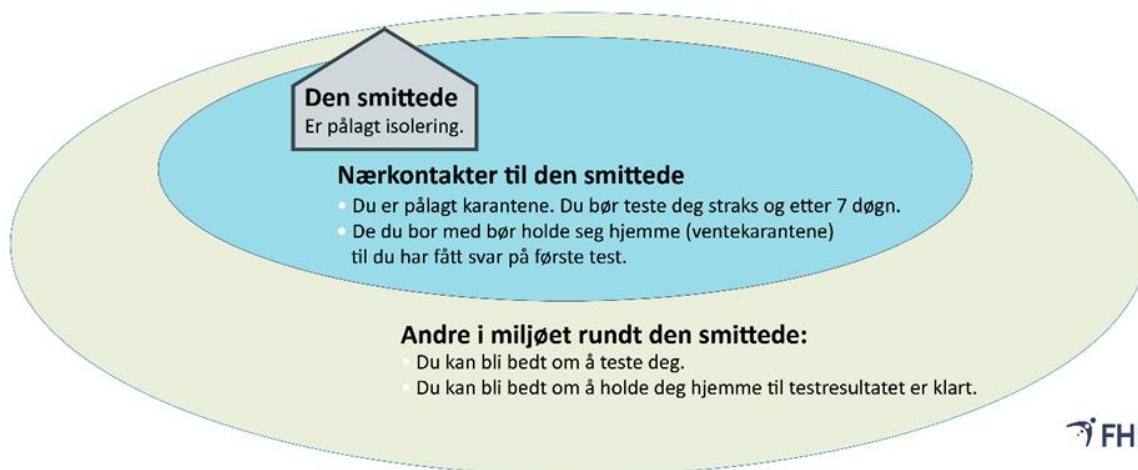 Den smittede
Er pålagt isolering.
Nærkontakter til den smittede
• Du er pålagt karantene. Du bør teste deg straks og etter 7 døgn.
• De du bor med bør holde seg hjemme (ventekarantene)
til du har fått svar på første test.
Andre i miljøet rundt den smittede:
• Du kan bli bedt om å teste deg.
• Du kan bli bedt om å holde deg hjemme til testresultatet er klart.
FH